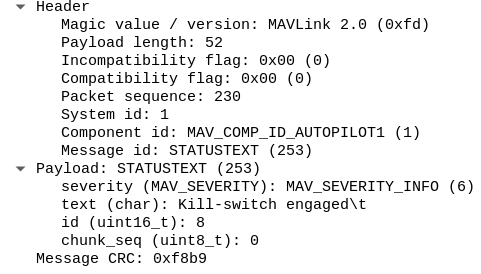 Header
Magic value / version: MAVLink 2.0 (0xfd)
Payload length: 52
Incompatibility flag: 0x00 (0)
Compatibility flag: 0x00 (0)
Packet sequence: 230
System id: 1
Component id: MAV_COMP_ID_AUTOPILOT1 (1)
Message id: STATUSTEXT (253)
Payload: STATUSTEXT (253)
severity (MAV_SEVERITY): MAV_SEVERITY_INFO (6)
text (char): Kill-switch engaged\t
id (uint16_t): 8
chunk_seq (uint8_t): 0
Message CRC: 0xf8b9